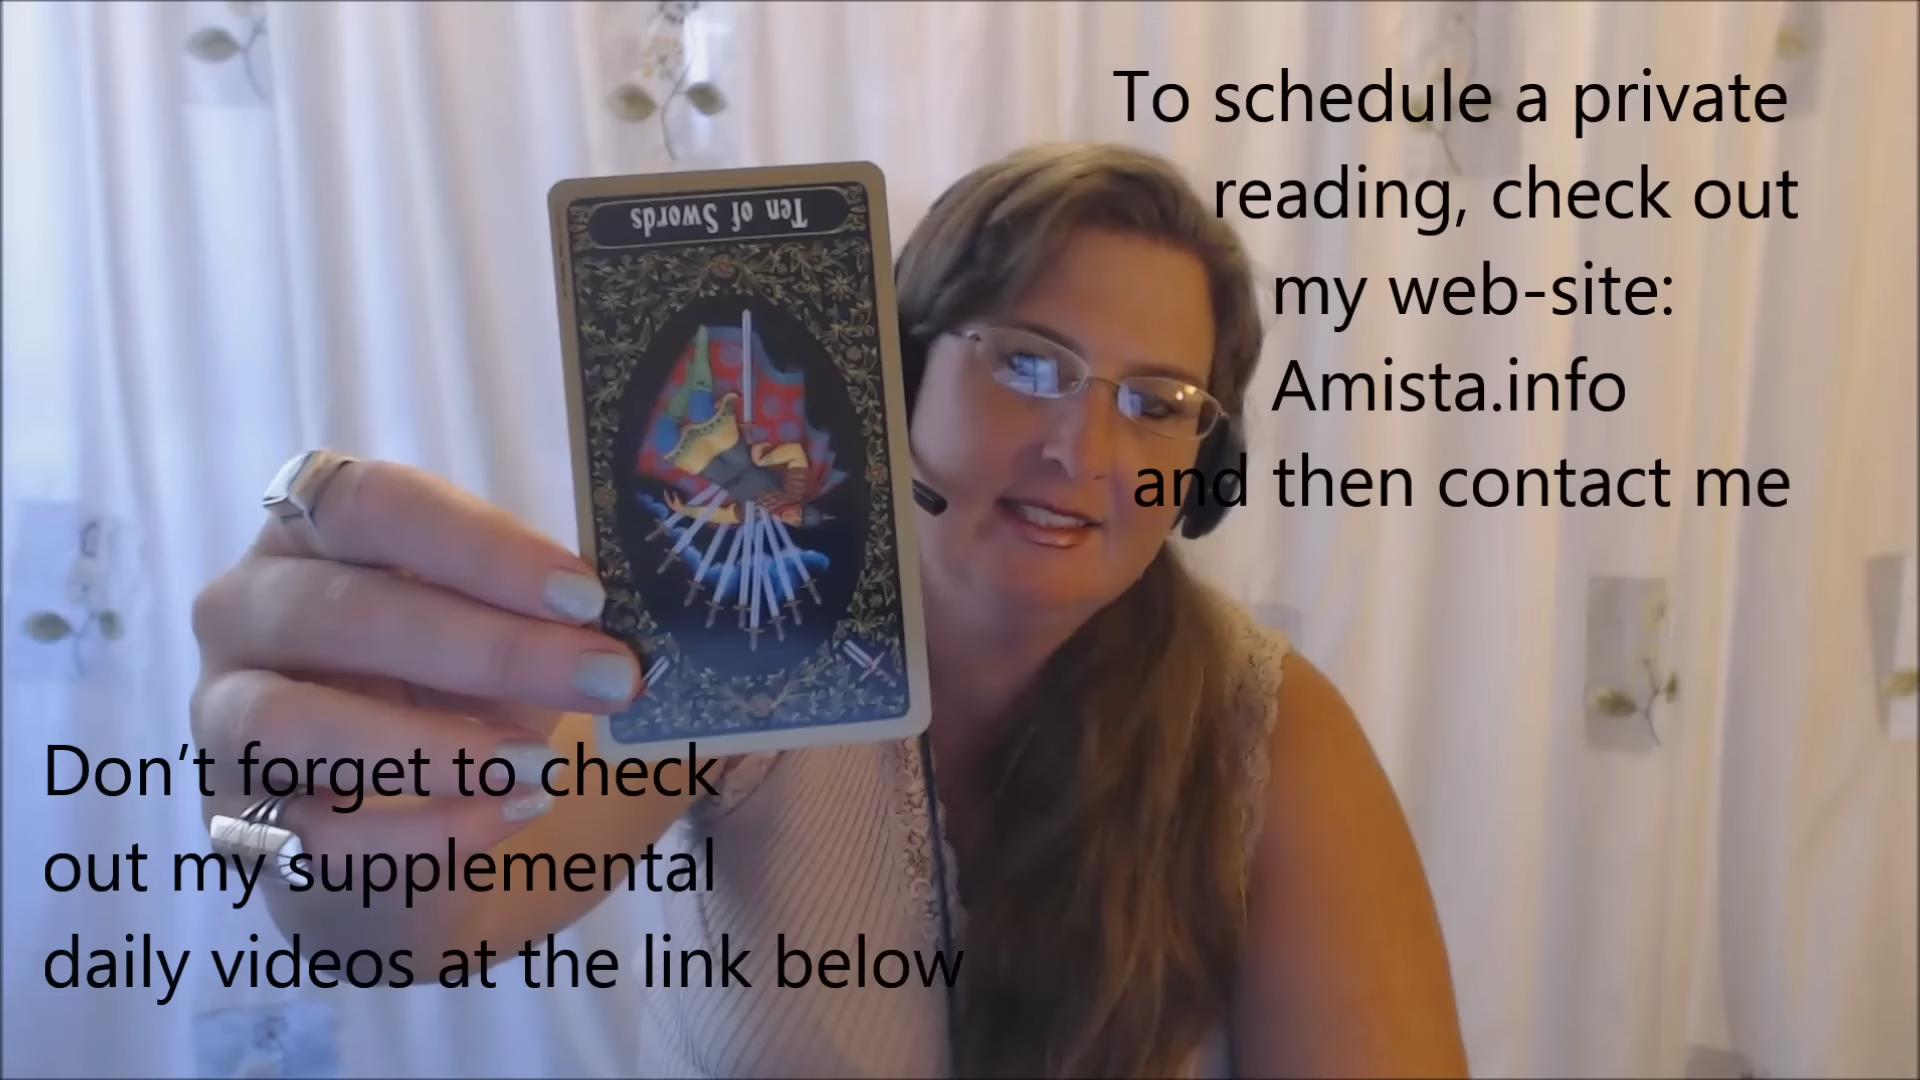 To schedule a private
reading, check out
my web-site:
Amista.info
and then contact me
Ten of Swords
Don’t forget to check
out my supplemental
daily videos at the link below